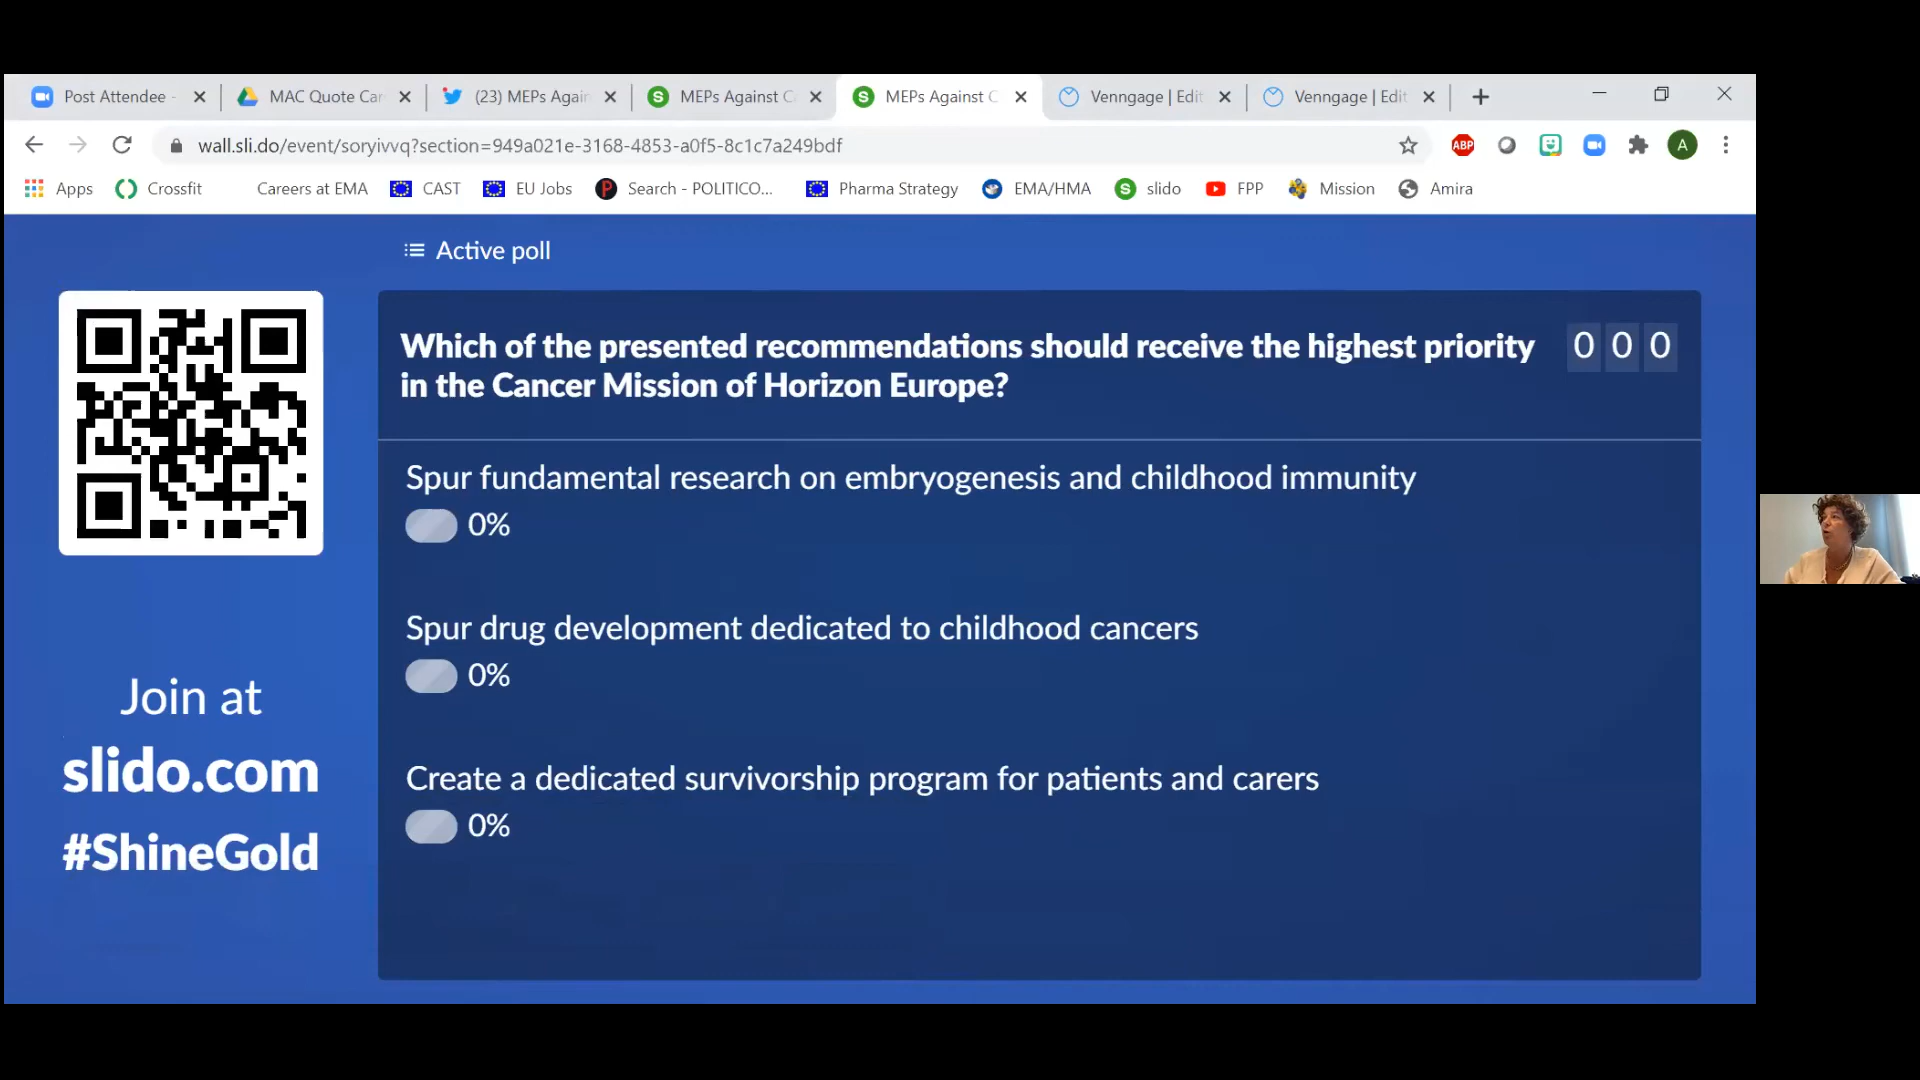 Post Attendee -
MAC Quote Car
(23) MEPs Again
MEPs Against C
MEPs Against C
Venngage | Edit
Venngage | Edit
wall.sli.do/event/soryivvq?section=949a021e-3168-4853-a0f5-8c1c7a249bdf
ABP
A
Apps
Crossfit
Careers at EMA
CAST
EU Jobs
Search - POLITICO...
Pharma Strategy
EMA/HMA
slido
FPP
Mission
Amira
Active poll
Which of the presented recommendations should receive the highest priority
in the Cancer Mission of Horizon Europe?
0 0 0
Spur fundamental research on embryogenesis and childhood immunity
0%
Spur drug development dedicated to childhood cancers
0%
Create a dedicated survivorship program for patients and carers
0%
Join at
slido.com
#ShineGold